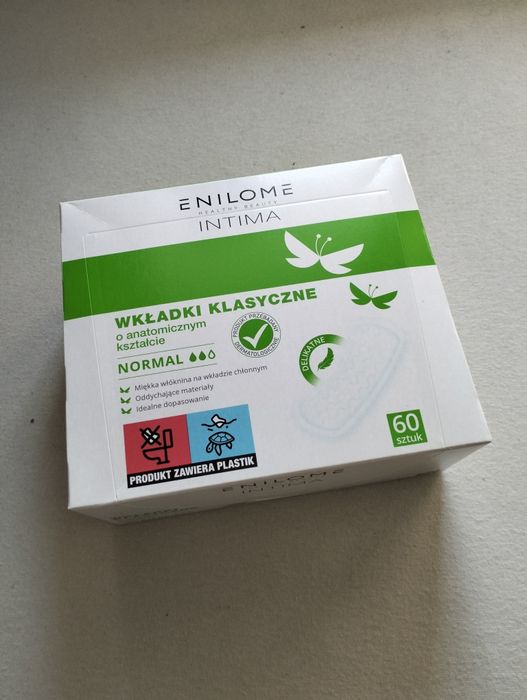 ENILOME
HEALTHY BEAUTY
INTIMA
WKŁADKI KLASYCZNE
o anatomicznym
kształcie
NORMAL
PRODUKT PRZEBADANY
DERMATOLOGICZNIE
DELIKATNE
Miękka włóknina na wkładzie chłonnym
Oddychające materiały
Idealne dopasowanie
60
sztuk
PRODUKT ZAWIERA PLASTIK
ENILOME
INTIMA